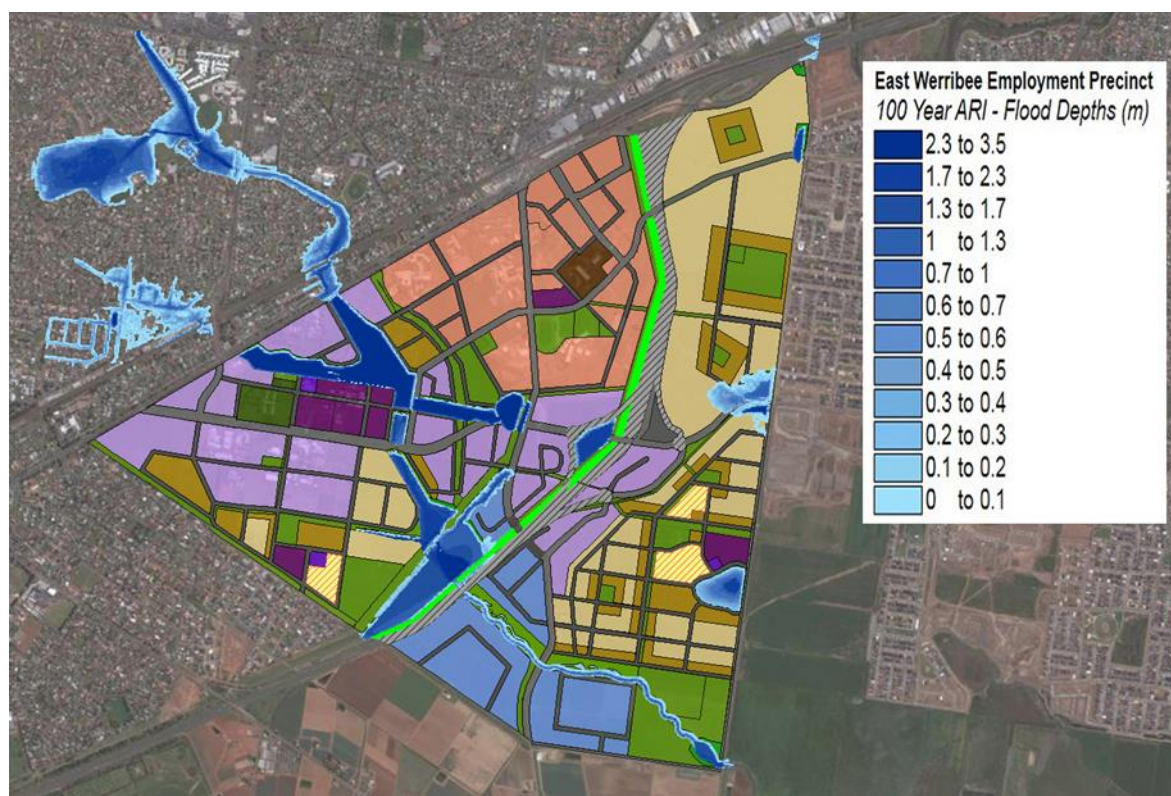 East Werribee Employment Precinct
100 Year ARI - Flood Depths (m)
2.3 to 3.5
1.7 to 2.3
1.3 to 1.7
1 to 1.3
0.7 to 1
0.6 to 0.7
0.5 to 0.6
0.4 to 0.5
0.3 to 0.4
0.2 to 0.3
0.1 to 0.2
0 to 0.1